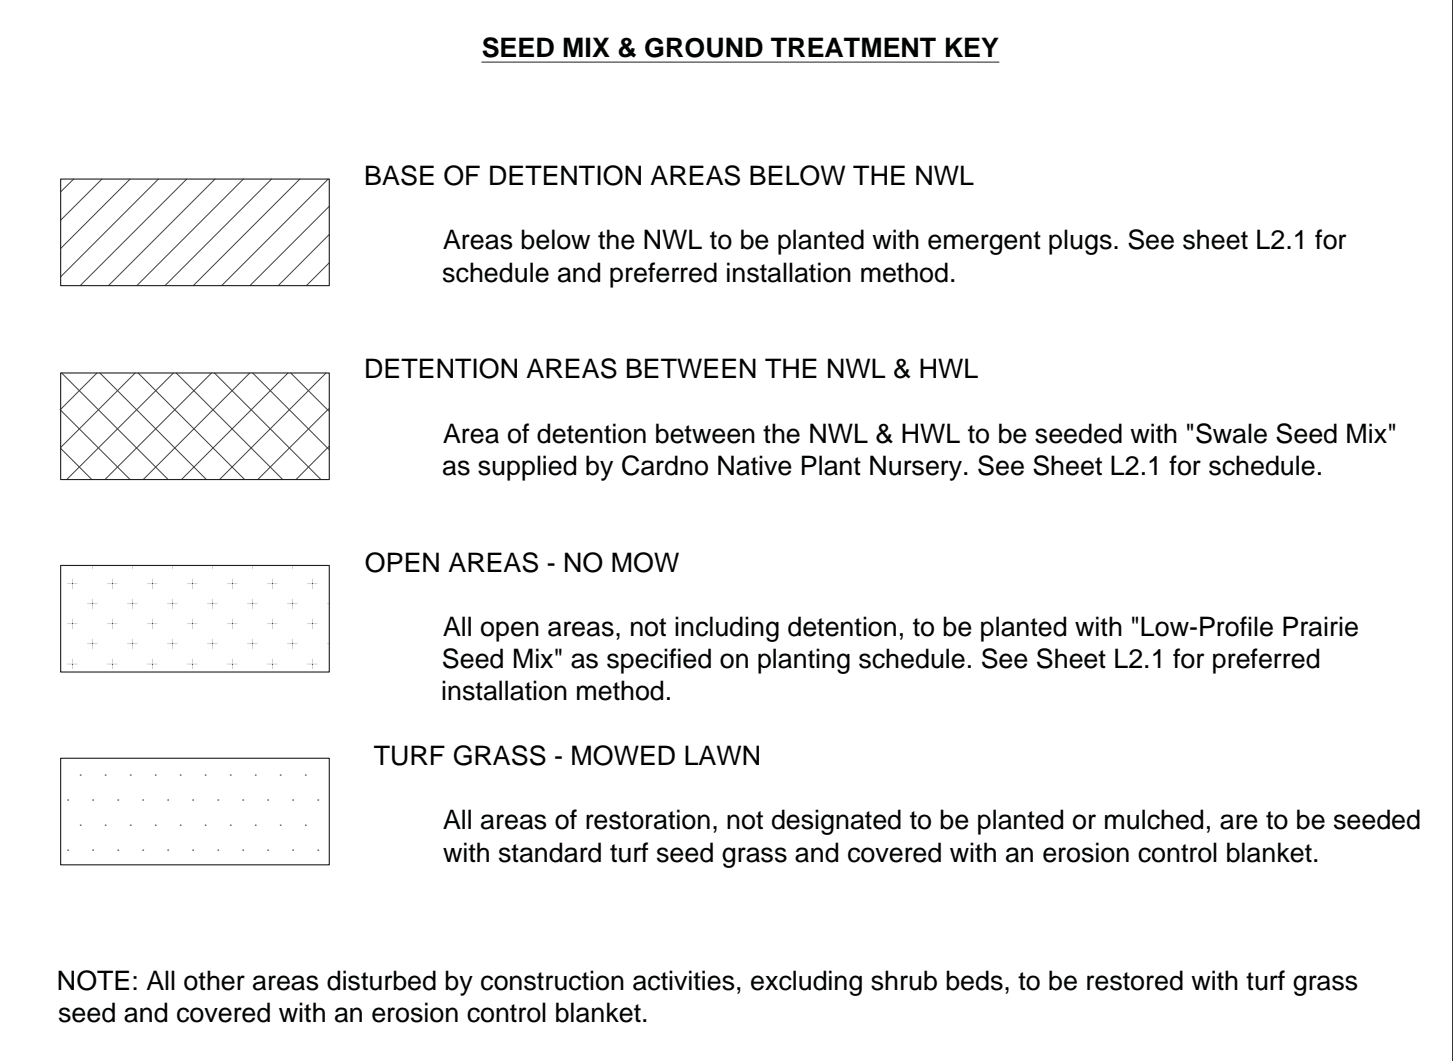 SEED MIX & GROUND TREATMENT KEY
BASE OF DETENTION AREAS BELOW THE NWL
Areas below the NWL to be planted with emergent plugs. See sheet L2.1 for
schedule and preferred installation method.
DETENTION AREAS BETWEEN THE NWL & HWL
Area of detention between the NWL & HWL to be seeded with "Swale Seed Mix"
as supplied by Cardno Native Plant Nursery. See Sheet L2.1 for schedule.
OPEN AREAS - NO MOW
All open areas, not including detention, to be planted with "Low-Profile Prairie
Seed Mix" as specified on planting schedule. See Sheet L2.1 for preferred
installation method.
TURF GRASS - MOWED LAWN
All areas of restoration, not designated to be planted or mulched, are to be seeded
with standard turf seed grass and covered with an erosion control blanket.
NOTE: All other areas disturbed by construction activities, excluding shrub beds, to be restored with turf grass
seed and covered with an erosion control blanket.